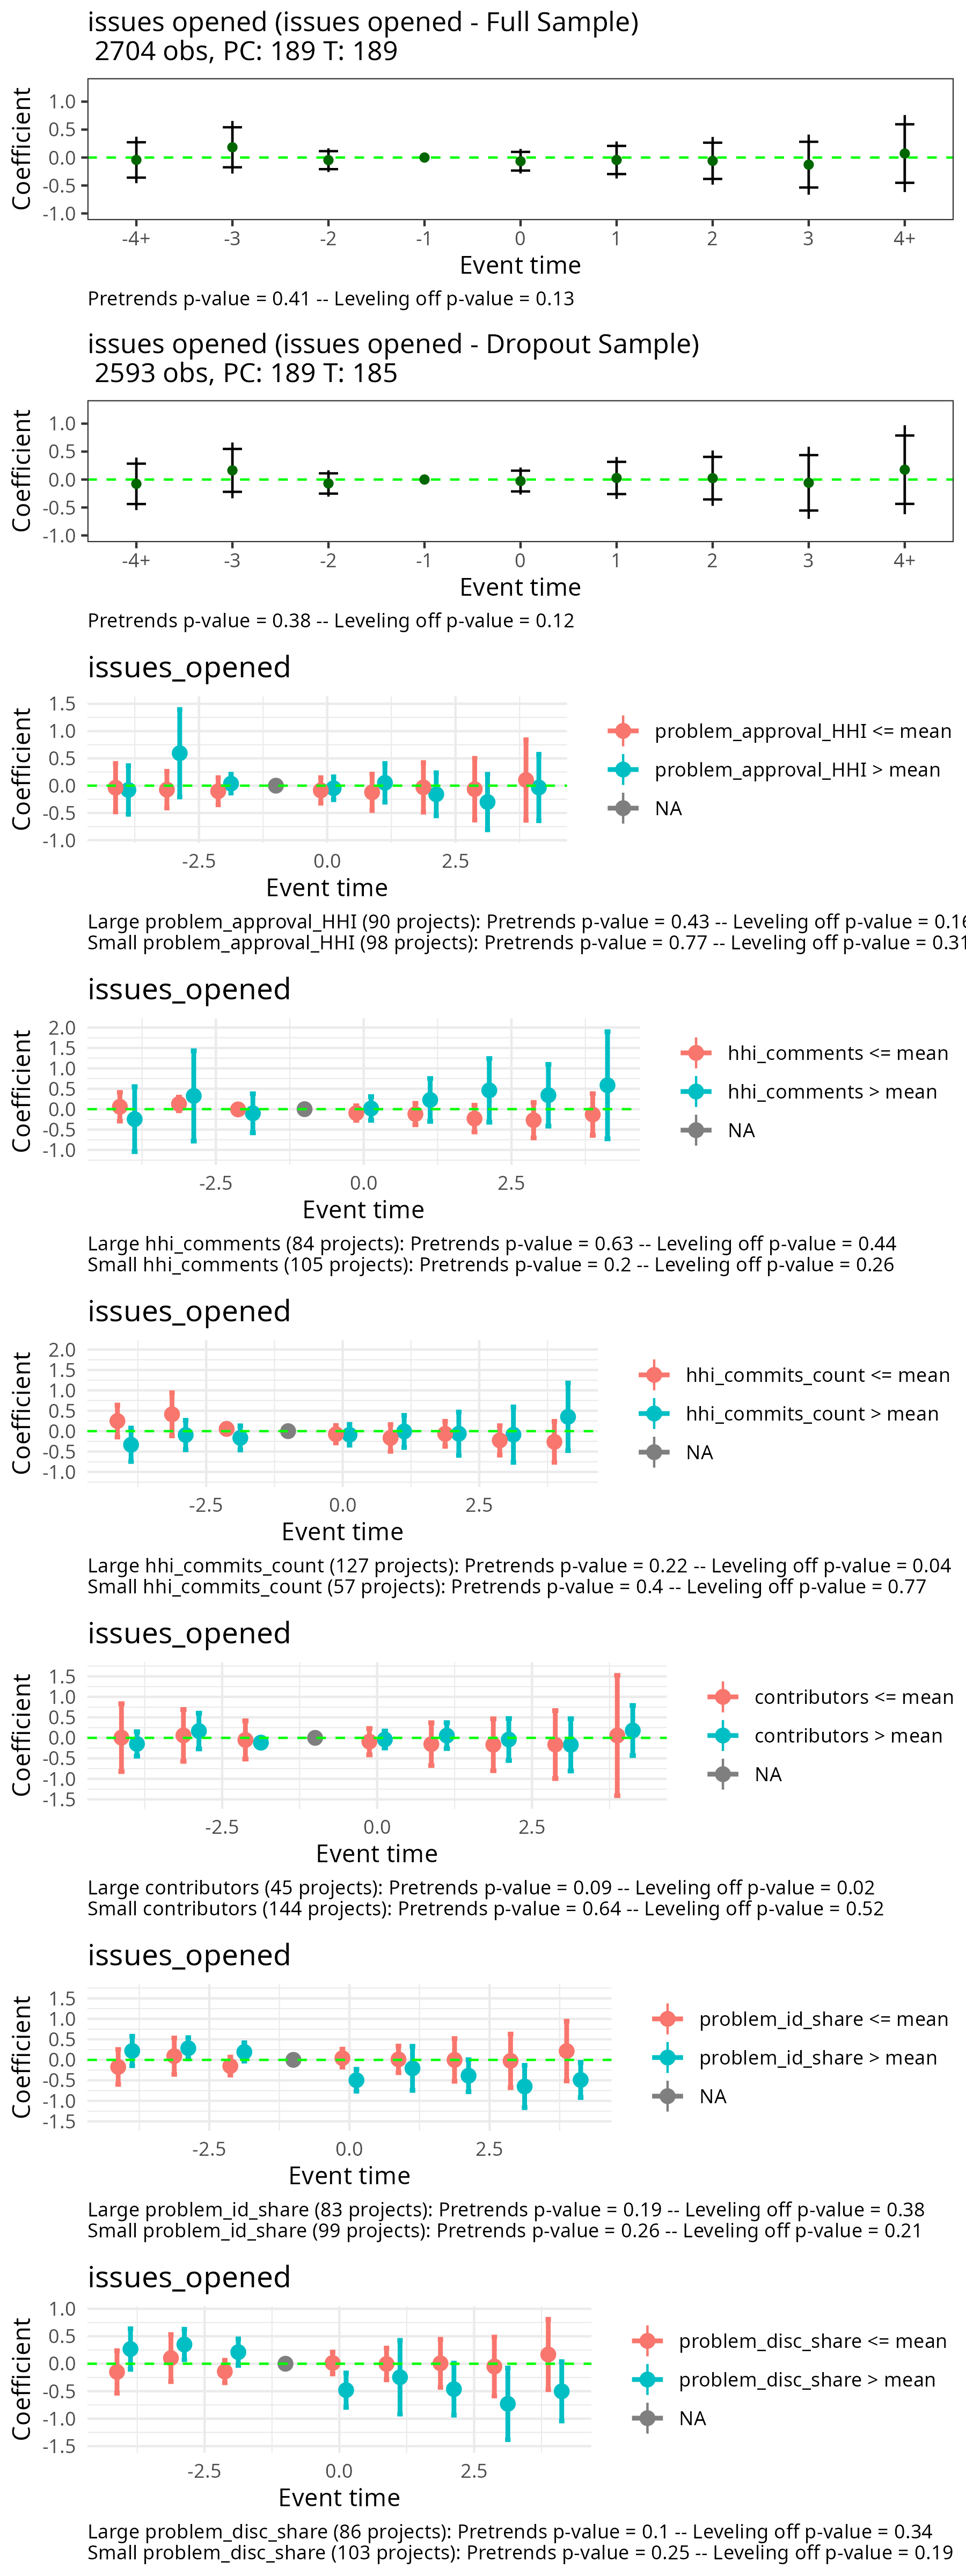 issues opened (issues opened - Full Sample)
2704 obs, PC: 189 T: 189
Coefficient
1.0
0.5
0.0
-0.5
-1.0
-4+ -3 -2 -1 0 1 2 3 4+
Event time
Pretrends p-value = 0.41 -- Leveling off p-value = 0.13
issues opened (issues opened - Dropout Sample)
2593 obs, PC: 189 T: 185
Coefficient
1.0
0.5
0.0
-0.5
-1.0
-4+ -3 -2 -1 0 1 2 3 4+
Event time
Pretrends p-value = 0.38 -- Leveling off p-value = 0.12
issues_opened
Coefficient
1.5
1.0
0.5
0.0
-0.5
-1.0
-2.5 0.0 2.5
Event time
problem_approval_HHI <= mean
problem_approval_HHI > mean
NA
Large problem_approval_HHI (90 projects): Pretrends p-value = 0.43 -- Leveling off p-value = 0.16
Small problem_approval_HHI (98 projects): Pretrends p-value = 0.77 -- Leveling off p-value = 0.31
issues_opened
Coefficient
2.0
1.5
1.0
0.5
0.0
-0.5
-1.0
-2.5 0.0 2.5
Event time
hhi_comments <= mean
hhi_comments > mean
NA
Large hhi_comments (84 projects): Pretrends p-value = 0.63 -- Leveling off p-value = 0.44
Small hhi_comments (105 projects): Pretrends p-value = 0.2 -- Leveling off p-value = 0.26
issues_opened
Coefficient
2.0
1.5
1.0
0.5
0.0
-0.5
-1.0
-2.5 0.0 2.5
Event time
hhi_commits_count <= mean
hhi_commits_count > mean
NA
Large hhi_commits_count (127 projects): Pretrends p-value = 0.22 -- Leveling off p-value = 0.04
Small hhi_commits_count (57 projects): Pretrends p-value = 0.4 -- Leveling off p-value = 0.77
issues_opened
Coefficient
1.5
1.0
0.5
0.0
-0.5
-1.0
-1.5
-2.5 0.0 2.5
Event time
contributors <= mean
contributors > mean
NA
Large contributors (45 projects): Pretrends p-value = 0.09 -- Leveling off p-value = 0.02
Small contributors (144 projects): Pretrends p-value = 0.64 -- Leveling off p-value = 0.52
issues_opened
Coefficient
1.5
1.0
0.5
0.0
-0.5
-1.0
-1.5
-2.5 0.0 2.5
Event time
problem_id_share <= mean
problem_id_share > mean
NA
Large problem_id_share (83 projects): Pretrends p-value = 0.19 -- Leveling off p-value = 0.38
Small problem_id_share (99 projects): Pretrends p-value = 0.26 -- Leveling off p-value = 0.21
issues_opened
Coefficient
1.0
0.5
0.0
-0.5
-1.0
-1.5
-2.5 0.0 2.5
Event time
problem_disc_share <= mean
problem_disc_share > mean
NA
Large problem_disc_share (86 projects): Pretrends p-value = 0.1 -- Leveling off p-value = 0.34
Small problem_disc_share (103 projects): Pretrends p-value = 0.25 -- Leveling off p-value = 0.19